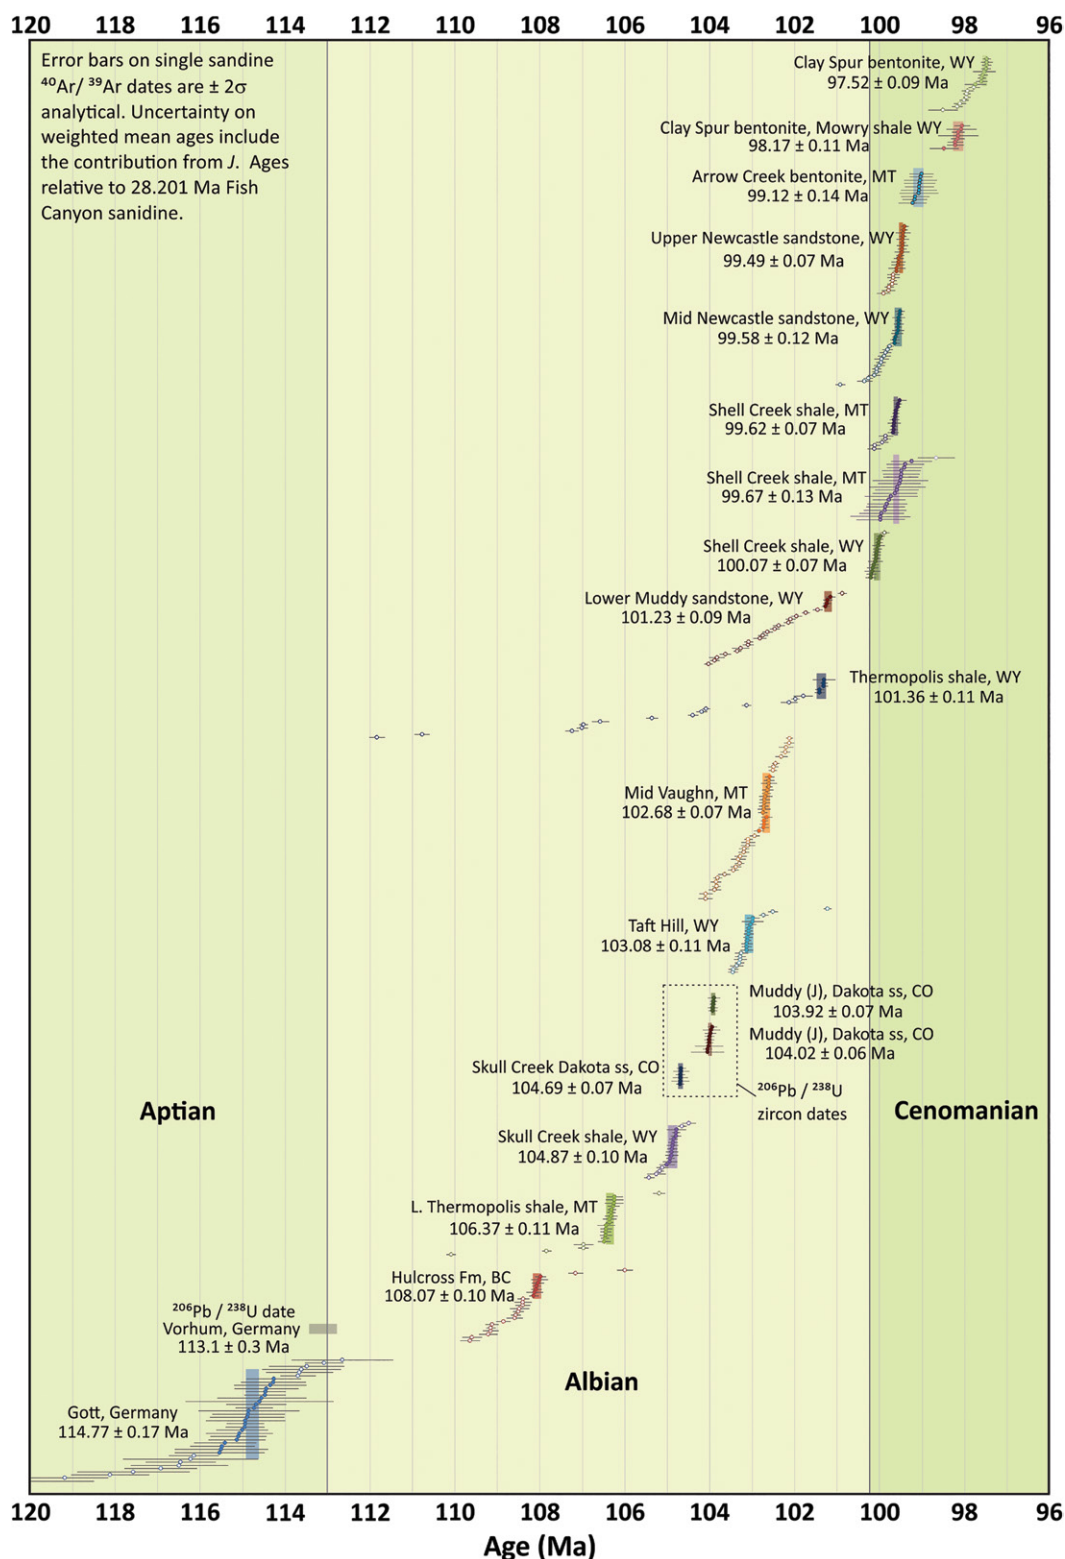 120 118 116 114 112 110 108 106 104 102 100 98 96
Error bars on single sandine
⁴⁰Ar/ ³⁹Ar dates are ± 2σ
analytical. Uncertainty on
weighted mean ages include
the contribution from J. Ages
relative to 28.201 Ma Fish
Canyon sanidine.
Clay Spur bentonite, WY
97.52 ± 0.09 Ma
Clay Spur bentonite, Mowry shale WY
98.17 ± 0.11 Ma
Arrow Creek bentonite, MT
99.12 ± 0.14 Ma
Upper Newcastle sandstone, WY
99.49 ± 0.07 Ma
Mid Newcastle sandstone, WY
99.58 ± 0.12 Ma
Shell Creek shale, MT
99.62 ± 0.07 Ma
Shell Creek shale, MT
99.67 ± 0.13 Ma
Shell Creek shale, WY
100.07 ± 0.07 Ma
Lower Muddy sandstone, WY
101.23 ± 0.09 Ma
Thermopolis shale, WY
101.36 ± 0.11 Ma
Mid Vaughn, MT
102.68 ± 0.07 Ma
Taft Hill, WY
103.08 ± 0.11 Ma
Muddy (J), Dakota ss, CO
103.92 ± 0.07 Ma
Muddy (J), Dakota ss, CO
104.02 ± 0.06 Ma
Skull Creek Dakota ss, CO
104.69 ± 0.07 Ma
²⁰⁶Pb / ²³⁸U
zircon dates
Aptian
Cenomanian
Skull Creek shale, WY
104.87 ± 0.10 Ma
L. Thermopolis shale, MT
106.37 ± 0.11 Ma
Hulcross Fm, BC
108.07 ± 0.10 Ma
²⁰⁶Pb / ²³⁸U date
Vorhum, Germany
113.1 ± 0.3 Ma
Albian
Gott, Germany
114.77 ± 0.17 Ma
120 118 116 114 112 110 108 106 104 102 100 98 96
Age (Ma)